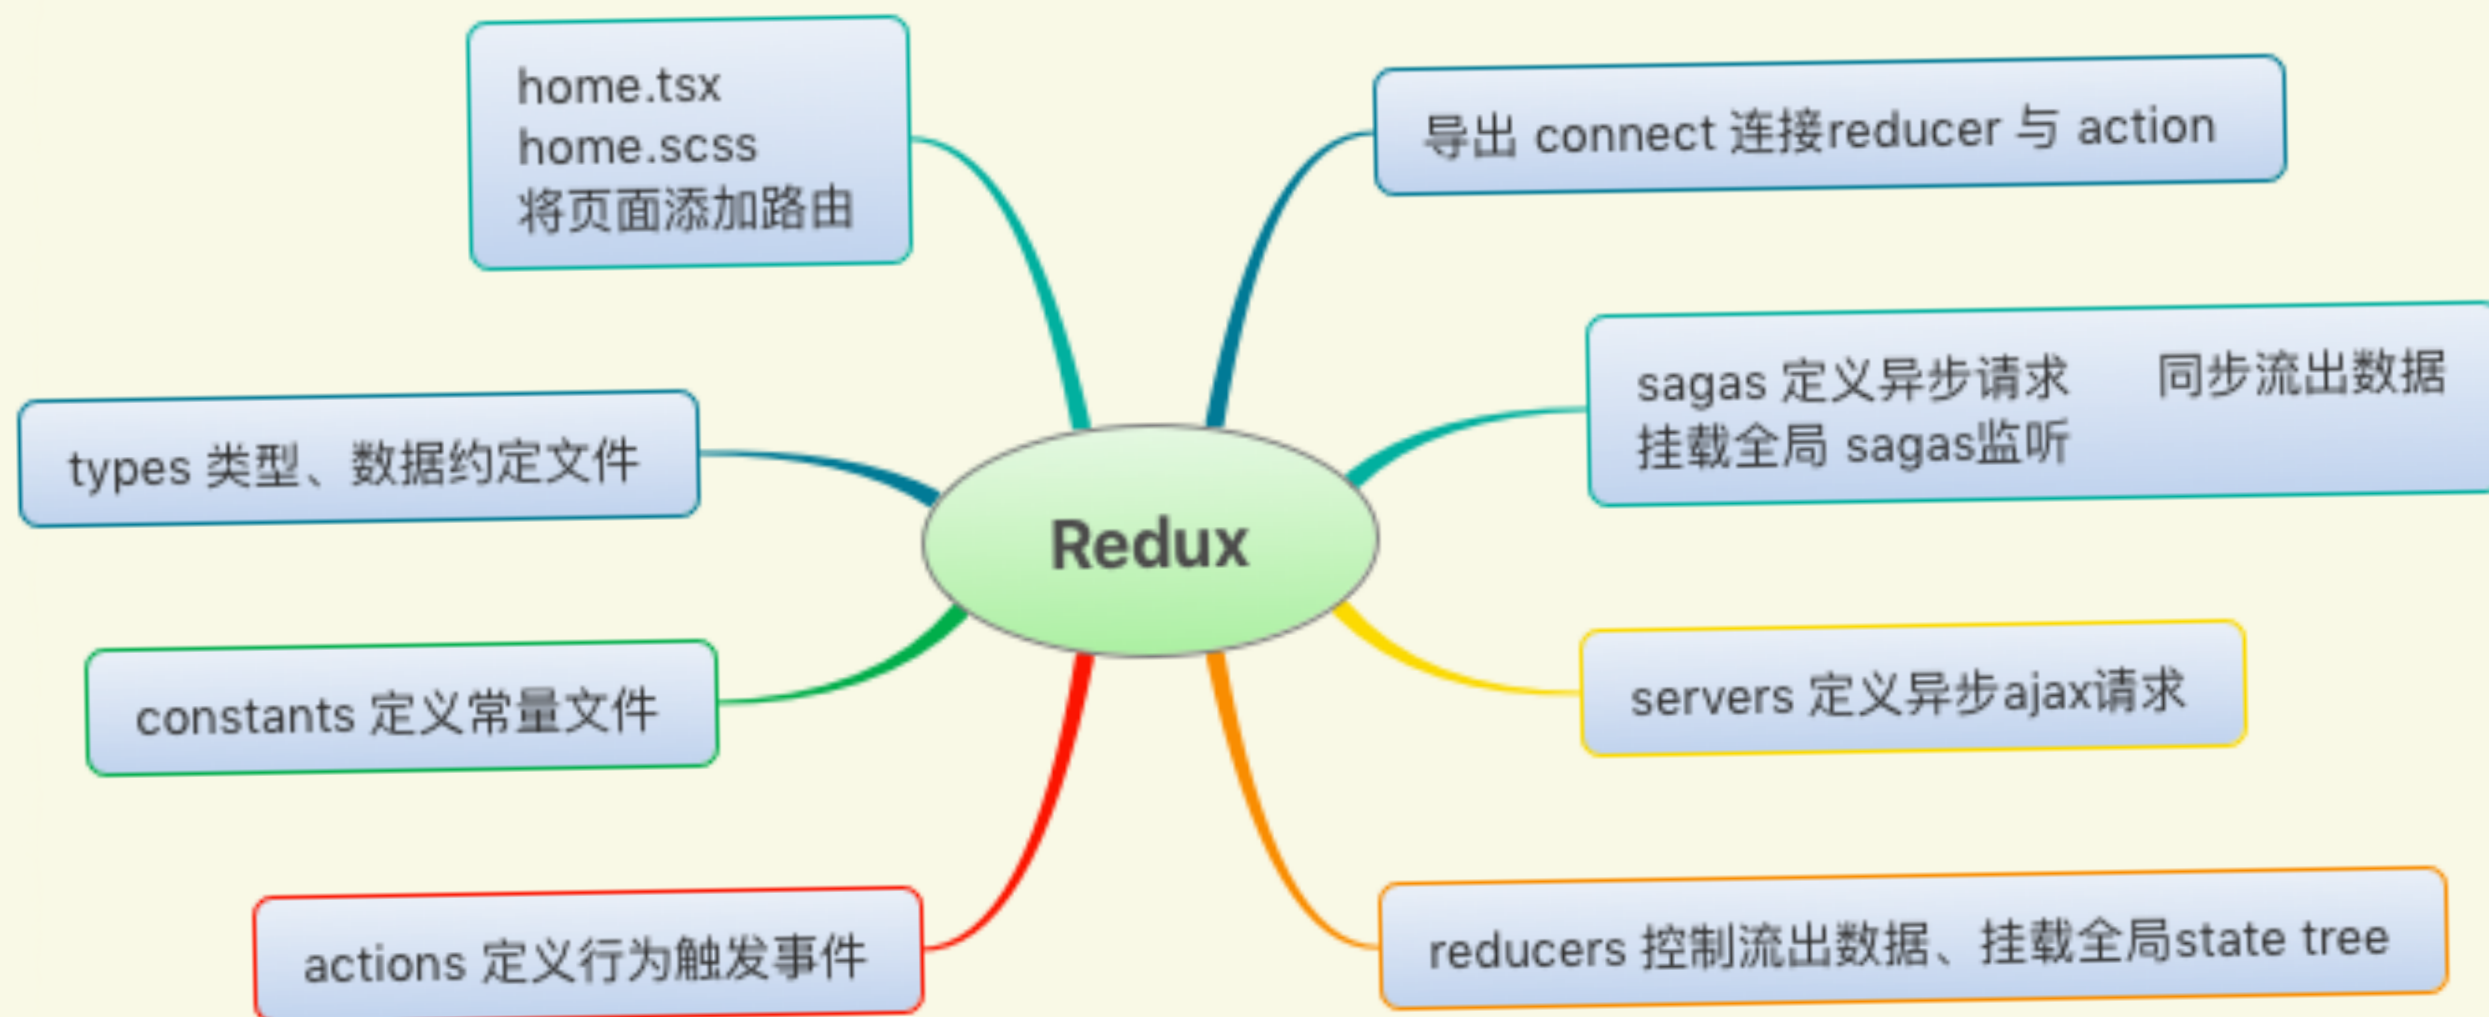 home.tsx
home.scss
将页面添加路由
导出 connect 连接reducer 与 action
types 类型、数据约定文件
sagas 定义异步请求 同步流出数据
挂载全局 sagas监听
Redux
constants 定义常量文件
servers 定义异步ajax请求
actions 定义行为触发事件
reducers 控制流出数据、挂载全局state tree